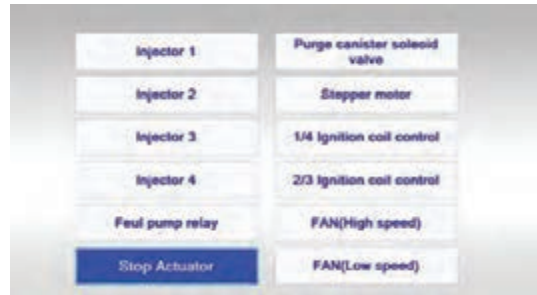 Injector 1
Purge canister soleoid
valve
Injector 2
Stepper motor
Injector 3
1/4 Ignition coil control
Injector 4
2/3 Ignition coil control
Feul pump relay
FAN(High speed)
Stop Actuator
FAN(Low speed)